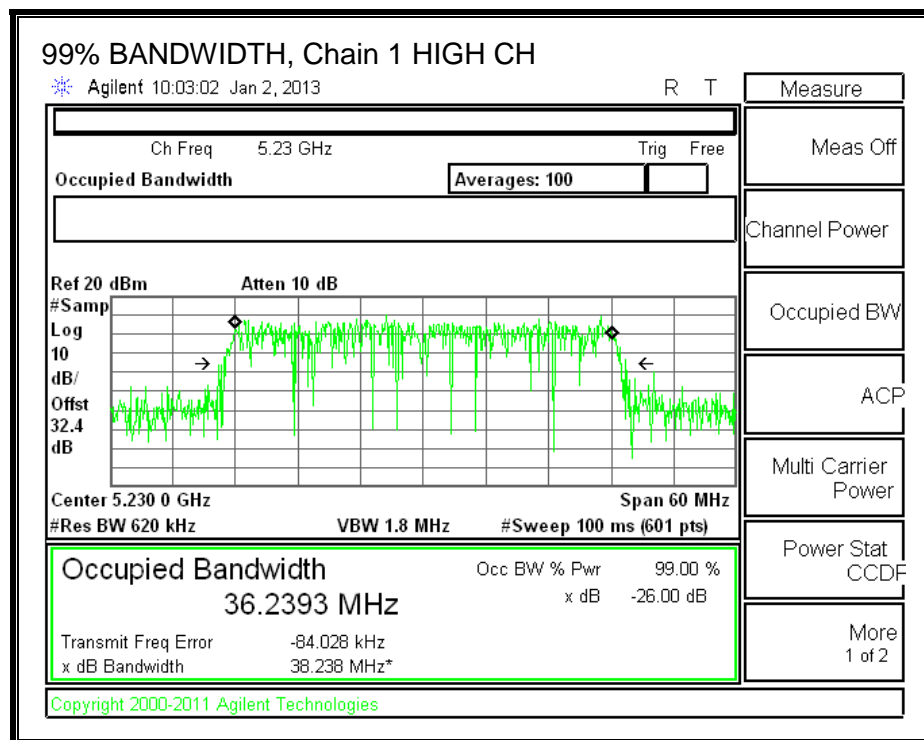 99% BANDWIDTH, Chain 1 HIGH CH
Agilent 10:03:02 Jan 2, 2013 R T
Measure
Ch Freq 5.23 GHz Trig Free
Meas Off
Occupied Bandwidth Averages: 100
Channel Power
Ref 20 dBm Atten 10 dB
#Samp
Log
10
dB/
Offst
32.4
dB
Occupied BW
ACP
Multi Carrier
Power
Center 5.230 0 GHz Span 60 MHz
#Res BW 620 kHz VBW 1.8 MHz #Sweep 100 ms (601 pts)
Occupied Bandwidth Occ BW % Pwr 99.00 %
36.2393 MHz x dB -26.00 dB
Transmit Freq Error -84.028 kHz
x dB Bandwidth 38.238 MHz*
Power Stat
CCDF
More
1 of 2
Copyright 2000-2011 Agilent Technologies